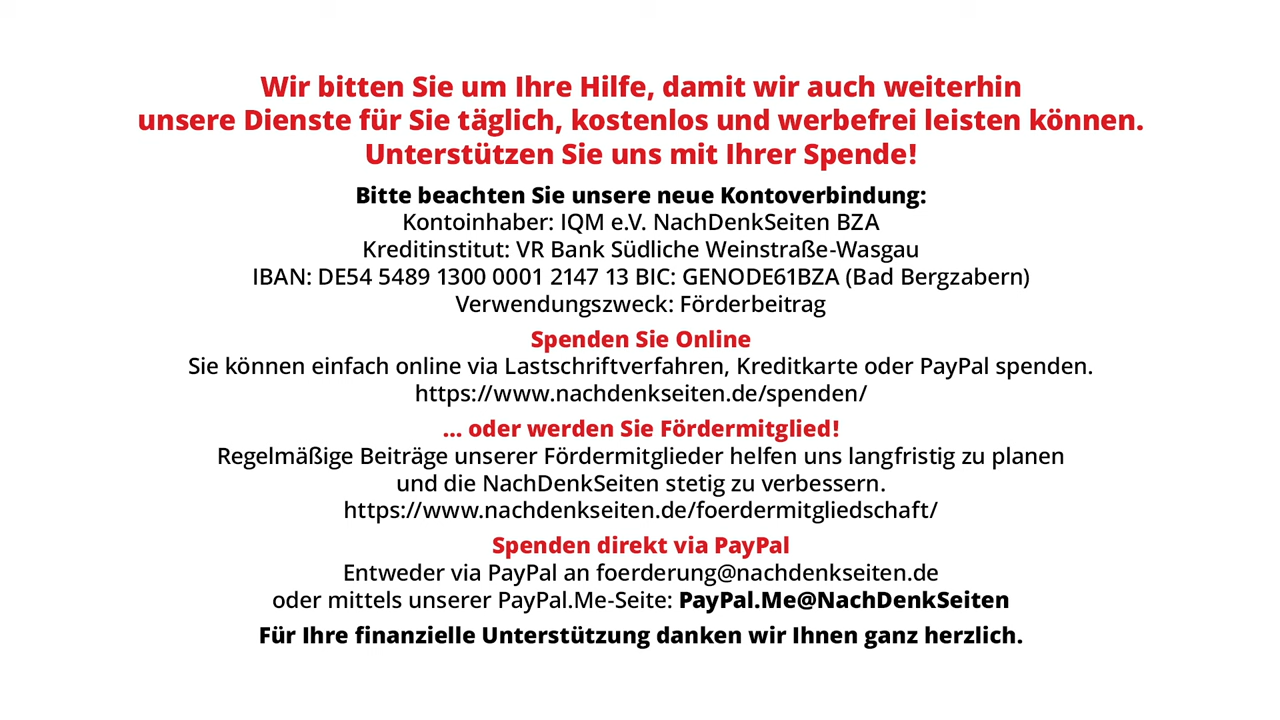 Wir bitten Sie um Ihre Hilfe, damit wir auch weiterhin
unsere Dienste für Sie täglich, kostenlos und werbefrei leisten können.
Unterstützen Sie uns mit Ihrer Spende!
Bitte beachten Sie unsere neue Kontoverbindung:
Kontoinhaber: IQM e.V. NachDenkSeiten BZA
Kreditinstitut: VR Bank Südliche Weinstraße-Wasgau
IBAN: DE54 5489 1300 0001 2147 13 BIC: GENODE61BZA (Bad Bergzabern)
Verwendungszweck: Förderbeitrag
Spenden Sie Online
Sie können einfach online via Lastschriftverfahren, Kreditkarte oder PayPal spenden.
https://www.nachdenkseiten.de/spenden/
... oder werden Sie Fördermitglied!
Regelmäßige Beiträge unserer Fördermitglieder helfen uns langfristig zu planen
und die NachDenkSeiten stetig zu verbessern.
https://www.nachdenkseiten.de/foerdermitgliedschaft/
Spenden direkt via PayPal
Entweder via PayPal an foerderung@nachdenkseiten.de
oder mittels unserer PayPal.Me-Seite: PayPal.Me@NachDenkSeiten
Für Ihre finanzielle Unterstützung danken wir Ihnen ganz herzlich.